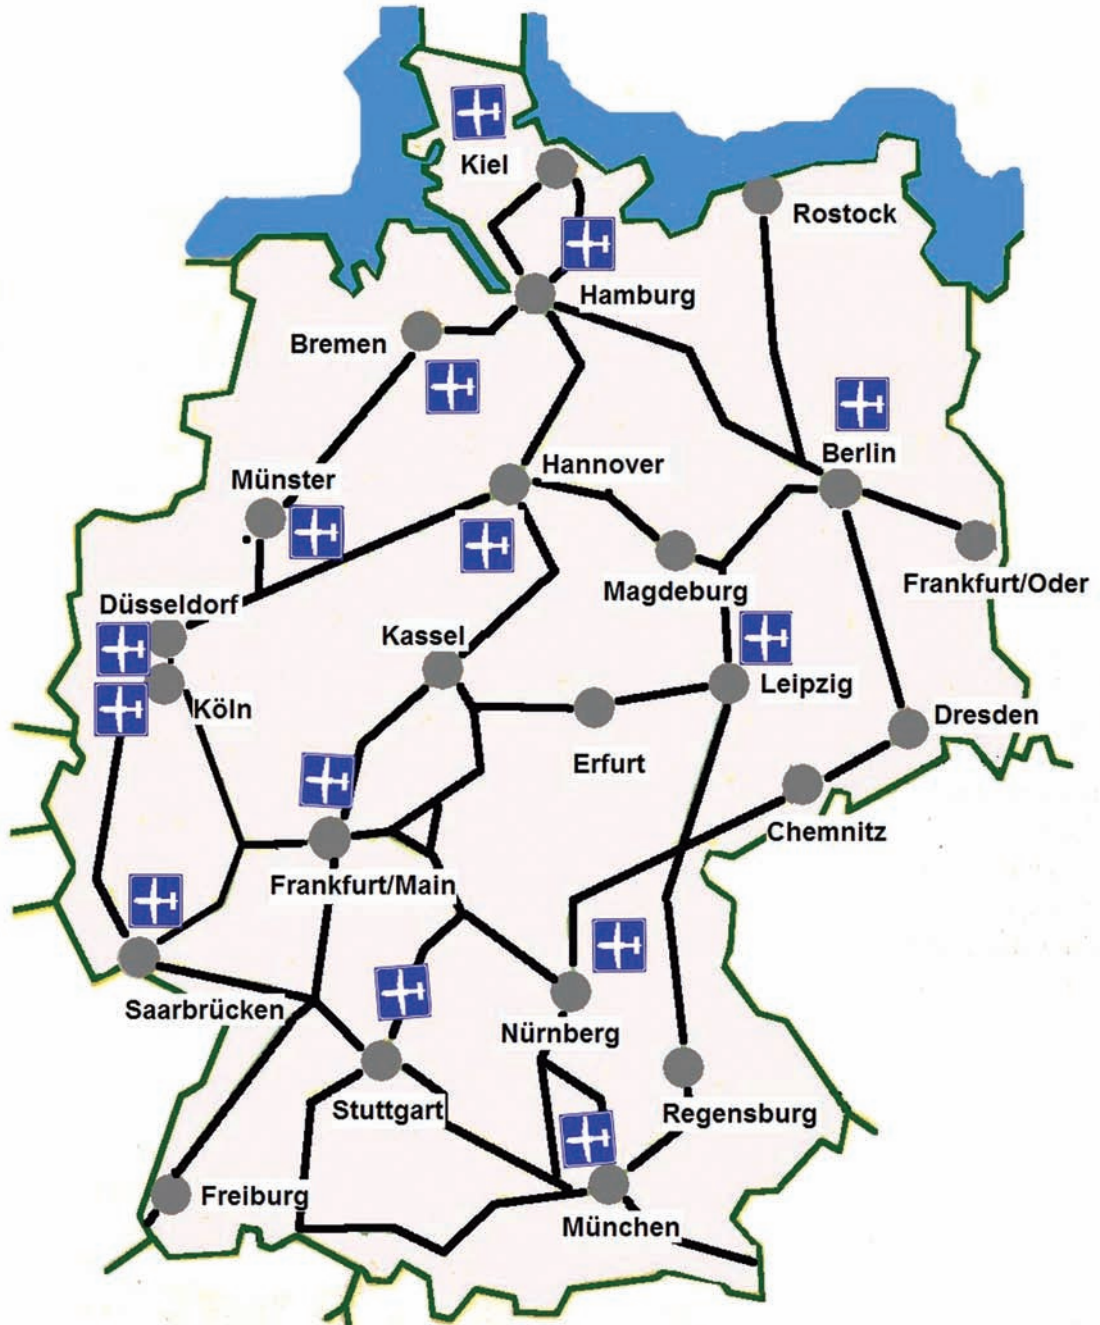 Kiel
Rostock
Hamburg
Bremen
Berlin
Hannover
Münster
Frankfurt/Oder
Magdeburg
Düsseldorf
Kassel
Leipzig
Köln
Dresden
Erfurt
Chemnitz
Frankfurt/Main
Saarbrücken
Nürnberg
Stuttgart
Regensburg
Freiburg
München